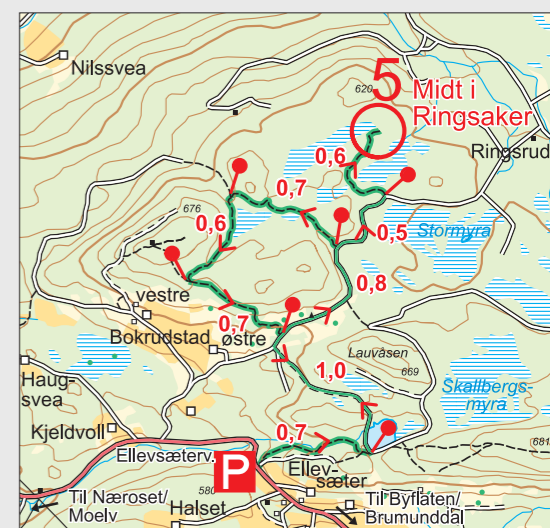 Nilssvea
620
5
Midt i
Ringsaker
Ringsrud
0,6
0,7
676
0,6
0,5
Stormyra
0,8
vestre
0,7
Bokrudstad
østre
Lauvåsen
669
1,0
Haug-
svea
Skallbergs-
myra
Kjeldvoll
0,7
681
Ellevsæterv.
P
Ellev-
sæter
580
Til Næroset/
Moelv
Halset
Til Byflaten/
Brumunddal